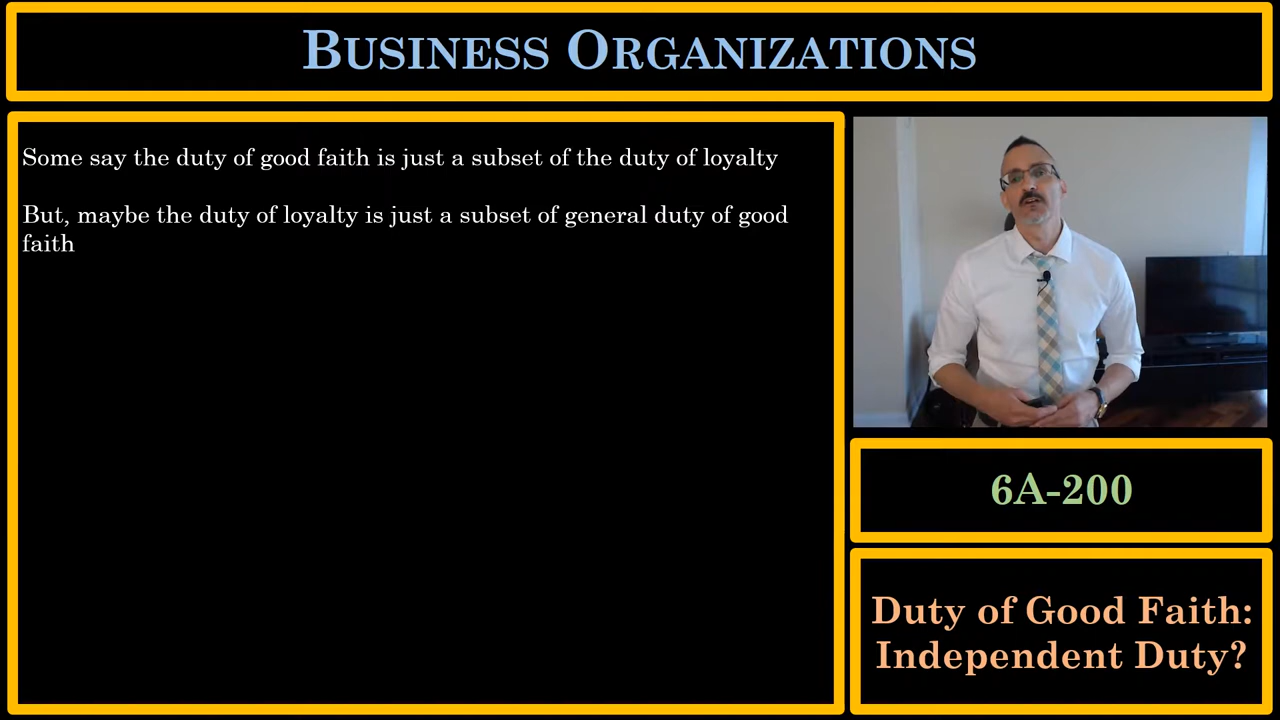 BUSINESS ORGANIZATIONS
Some say the duty of good faith is just a subset of the duty of loyalty
But, maybe the duty of loyalty is just a subset of general duty of good
faith
6A-200
Duty of Good Faith:
Independent Duty?